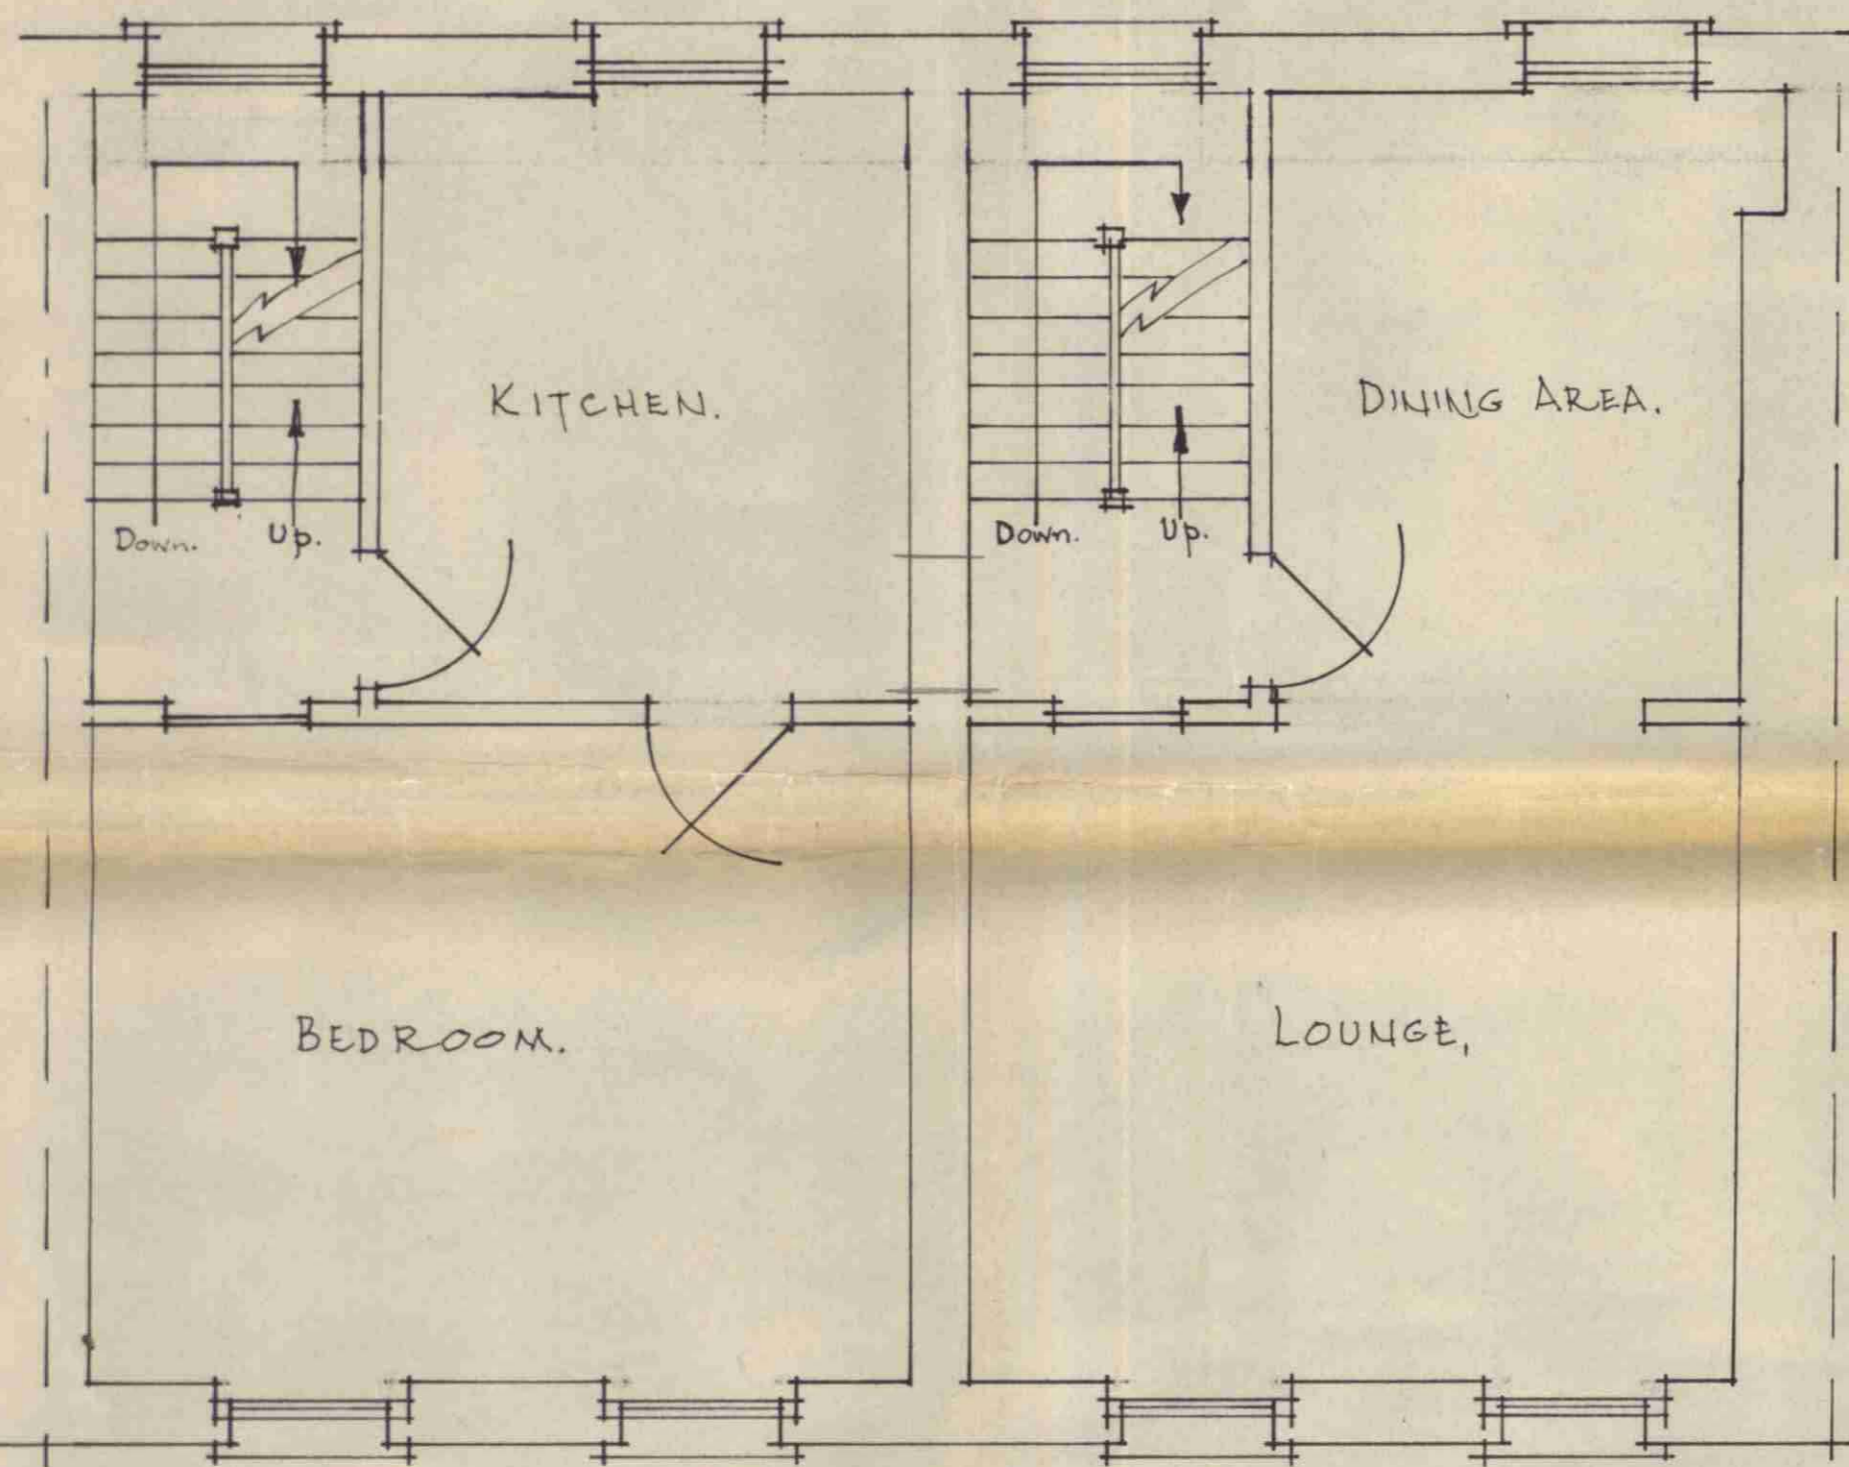 KITCHEN.
DINING AREA.
Down.
Up.
Down.
Up.
BEDROOM.
LOUNGE,